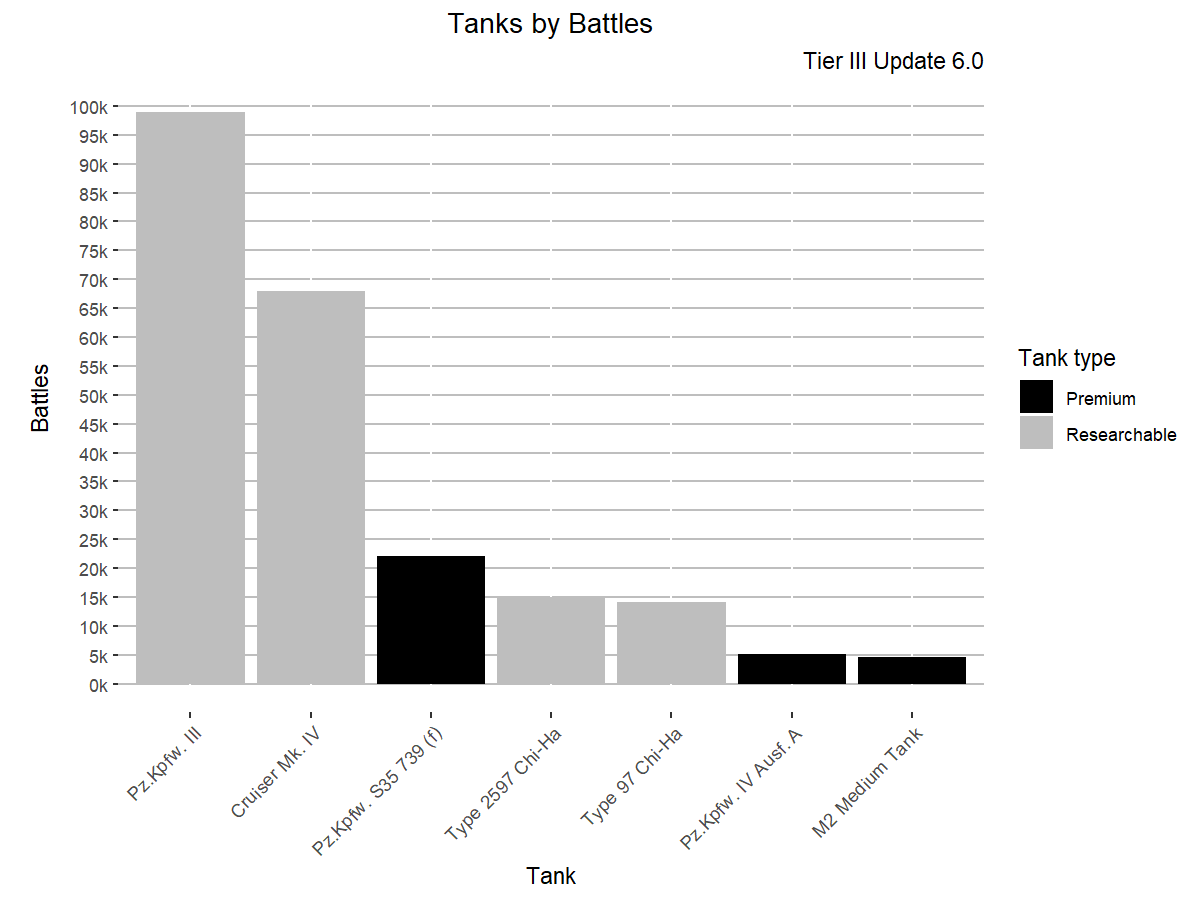 Tanks by Battles
Tier III Update 6.0
100k
95k
90k
85k
80k
75k
70k
65k
60k
55k
50k
45k
40k
35k
30k
25k
20k
15k
10k
5k
0k
Battles
Pz.Kpfw. III
Cruiser Mk. IV
Pz.Kpfw. S35 739 (f)
Type 2597 Chi-Ha
Type 97 Chi-Ha
Pz.Kpfw. IV Ausf. A
M2 Medium Tank
Tank
Tank type
Premium
Researchable